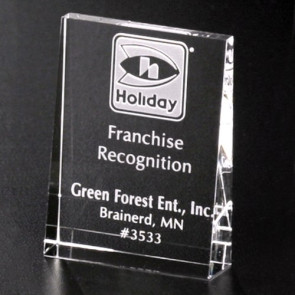 h
Holiday
Franchise
Recognition
Green Forest Ent., Inc.
Brainerd, MN
#3533